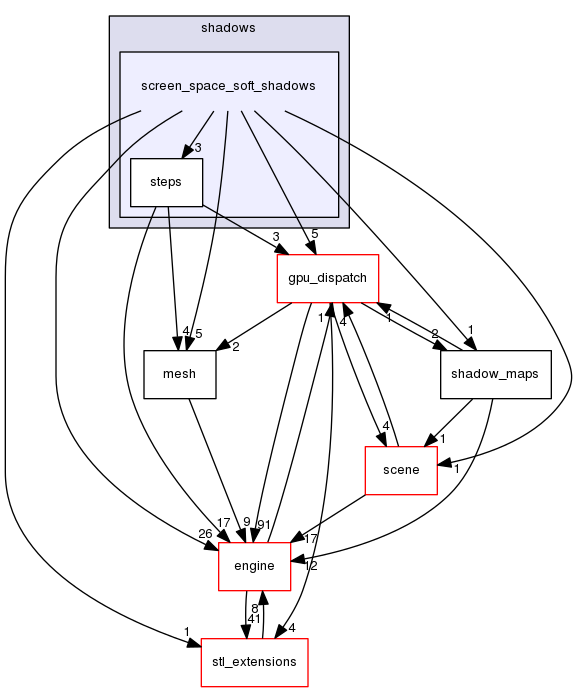 shadows
screen_space_soft_shadows
3
steps
3
5
gpu_dispatch
1
4
1
2
1
4
5
2
mesh
shadow_maps
4
1
1
scene
26
17
9
91
17
12
engine
8
41
1
4
stl_extensions